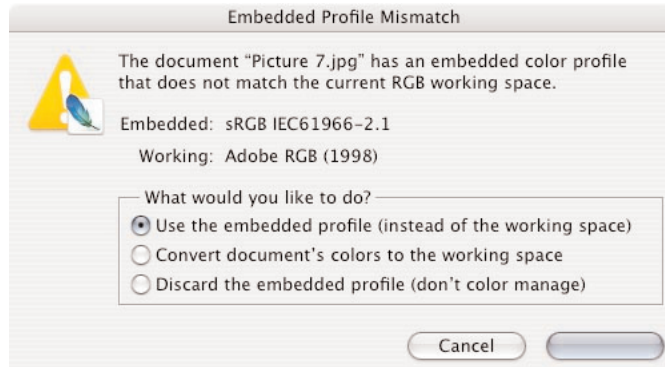 Embedded Profile Mismatch
The document “Picture 7.jpg” has an embedded color profile
that does not match the current RGB working space.
Embedded: sRGB IEC61966-2.1
Working: Adobe RGB (1998)
What would you like to do?
Use the embedded profile (instead of the working space)
Convert document’s colors to the working space
Discard the embedded profile (don’t color manage)
Cancel